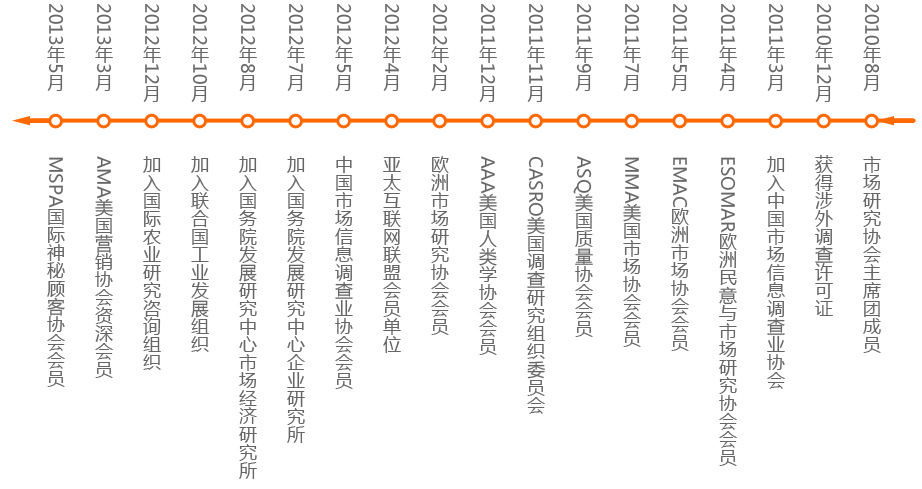 2010年8月
市场研究协会主席团成员
2010年12月
获得涉外调查许可证
2011年3月
加入中国市场信息调查业协会
2011年4月
ESOMAR欧洲民意与市场研究协会会员
2011年5月
EMAC欧洲市场协会会员
2011年7月
MMA美国市场协会会员
2011年9月
ASQ美国质量协会会员
2011年11月
CASRO美国调查研究组织委员会
2011年12月
AAA美国人类学协会会员
2012年2月
欧洲市场研究协会会员
2012年4月
亚太互联网联盟会员单位
2012年5月
中国市场信息调查业协会会员
2012年7月
加入国务院发展研究中心企业研究所
2012年8月
加入国务院发展研究中心市场经济研究所
2012年10月
加入联合国工业发展组织
2012年12月
加入国际农业研究咨询组织
2013年3月
AMA美国营销协会资深会员
2013年5月
MSPA国际神秘顾客协会会员